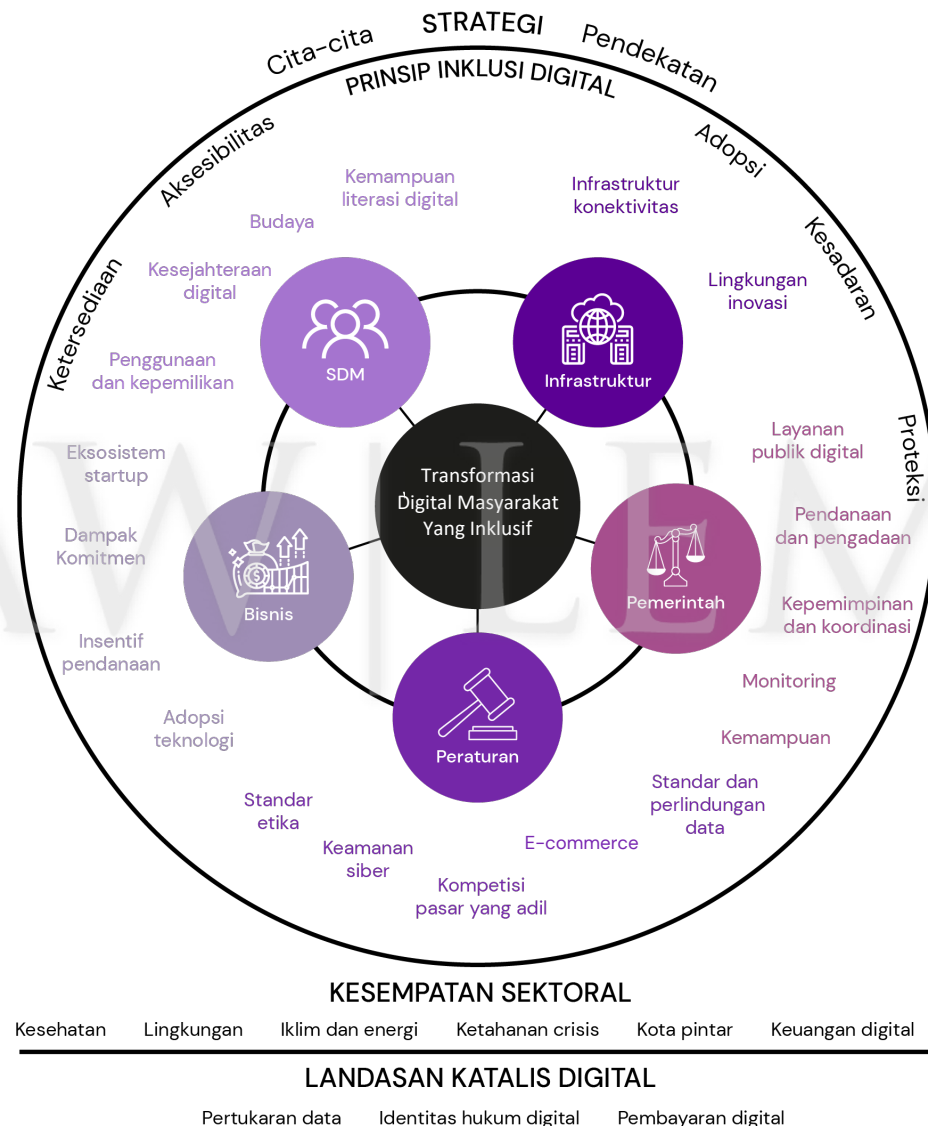 STRATEGI
Cita-cita
Pendekatan
PRINSIP INKLUSI DIGITAL
Aksesibilitas
Adopsi
Ketersediaan
Kesadaran
Proteksi
Kemampuan
literasi digital
Budaya
Kesejahteraan
digital
Penggunaan
dan kepemilikan
SDM
Infrastruktur
konektivitas
Lingkungan
inovasi
Infrastruktur
Transformasi
Digital Masyarakat
Yang Inklusif
Eksosistem
startup
Dampak
Komitmen
Insentif
pendanaan
Adopsi
teknologi
Bisnis
Layanan
publik digital
Pendanaan
dan pengadaan
Kepemimpinan
dan koordinasi
Monitoring
Kemampuan
Pemerintah
Peraturan
Standar
etika
Keamanan
siber
Kompetisi
pasar yang adil
E-commerce
Standar dan
perlindungan
data
KESEMPATAN SEKTORAL
Kesehatan Lingkungan Iklim dan energi Ketahanan crisis Kota pintar Keuangan digital
LANDASAN KATALIS DIGITAL
Pertukaran data Identitas hukum digital Pembayaran digital